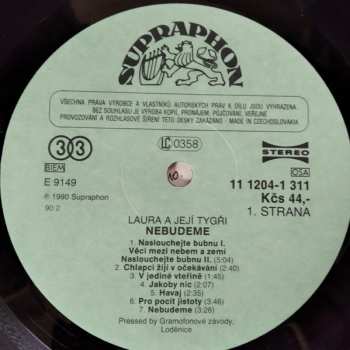 SUPRAPHON
VŠECHNA PRÁVA VÝROBCE A VLASTNÍKŮ AUTORSKÝCH PRÁV K DÍLU JSOU VYHRAZENA.
BEZ SOUHLASU JE VÝROBA KOPIÍ, PRONÁJEM, PŮJČOVÁNÍ, VEŘEJNÉ
PROVOZOVÁNÍ A ROZHLASOVÉ ŠÍŘENÍ TÉTO DESKY ZAKÁZÁNO · MADE IN CZECHOSLOVAKIA
33
LC 0358
STEREO
BIEM
OSA
E 9149
11 1204-1 311
℗ 1990 Supraphon
Kčs 44,-
90 2
1. STRANA
LAURA A JEJÍ TYGŘI
NEBUDEME
1. Naslouchejte bubnu I.
Věci mezi nebem a zemí
Naslouchejte bubnu II. (5:04)
2. Chlapci žijí v očekávání (2:40)
3. V jediné vteřině (1:45)
4. Jakoby nic (2:07)
5. Havaj (2:35)
6. Pro pocit jistoty (2:46)
7. Nebudeme (3:28)
Pressed by Gramofonové závody,
Loděnice